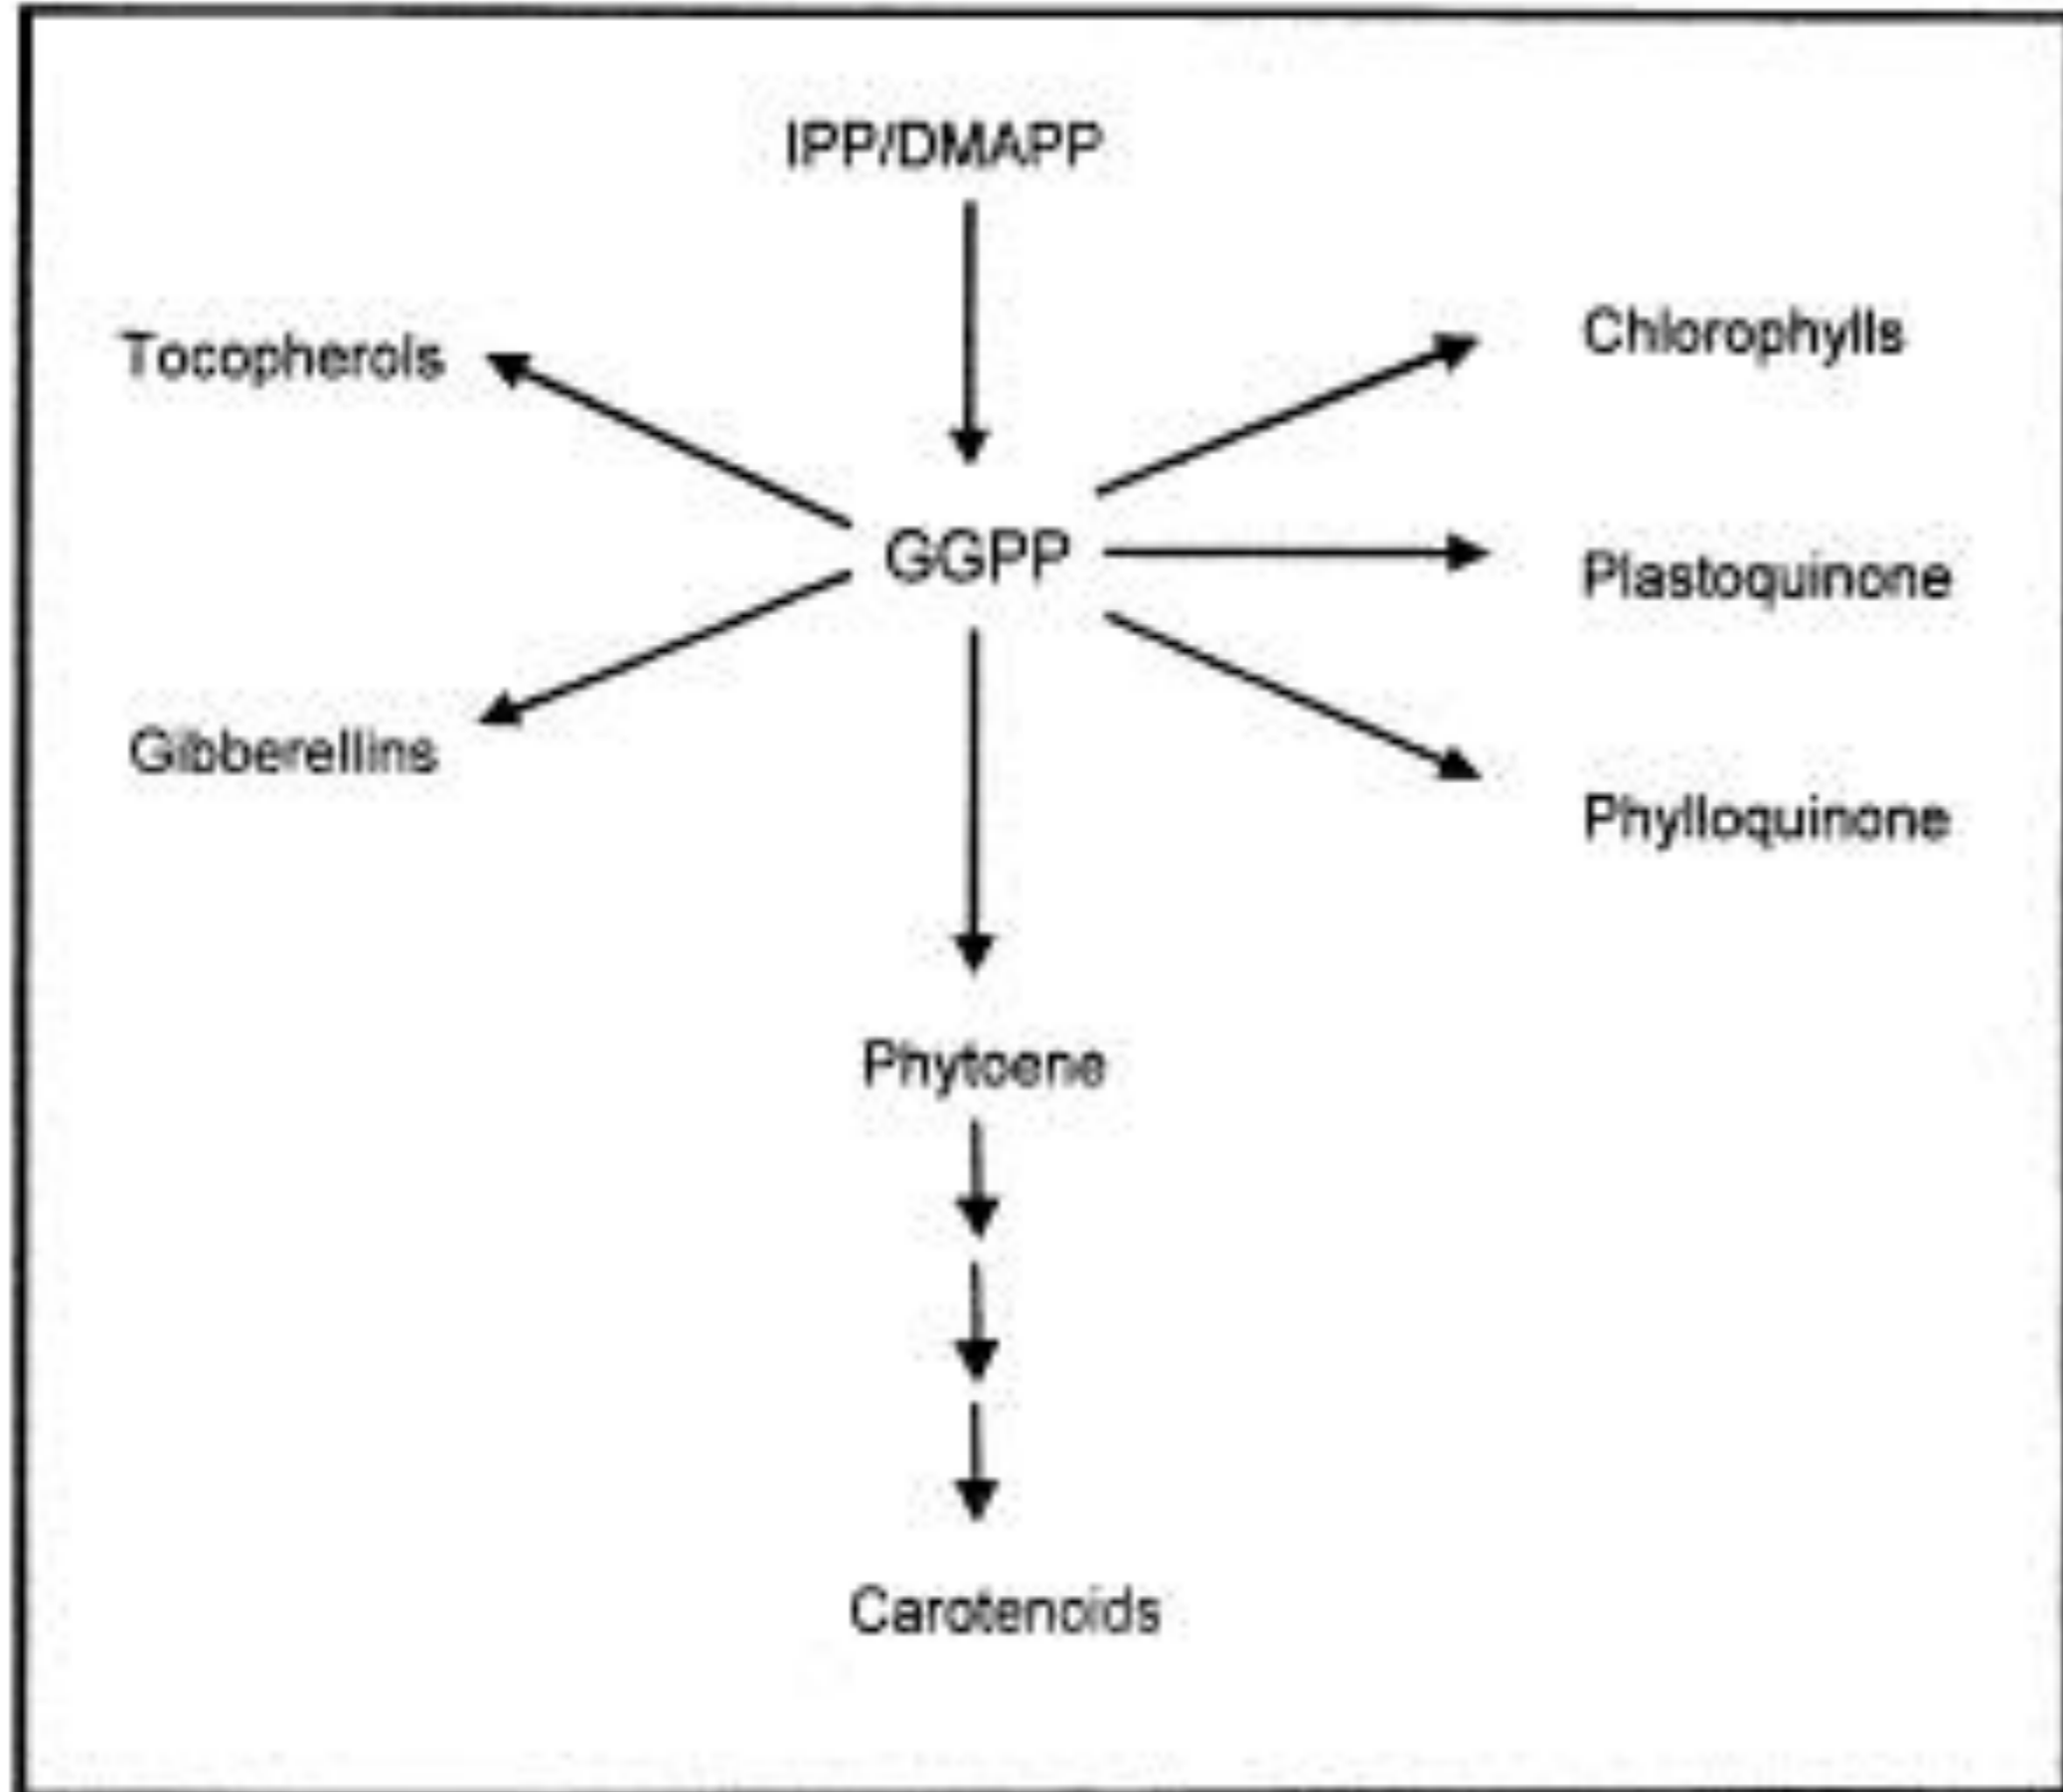 IPP/DMAPP
Tocopherols
Chlorophylls
GGPP
Plastoquinone
Gibberellins
Phylloquinone
Phytoene
Carotenoids